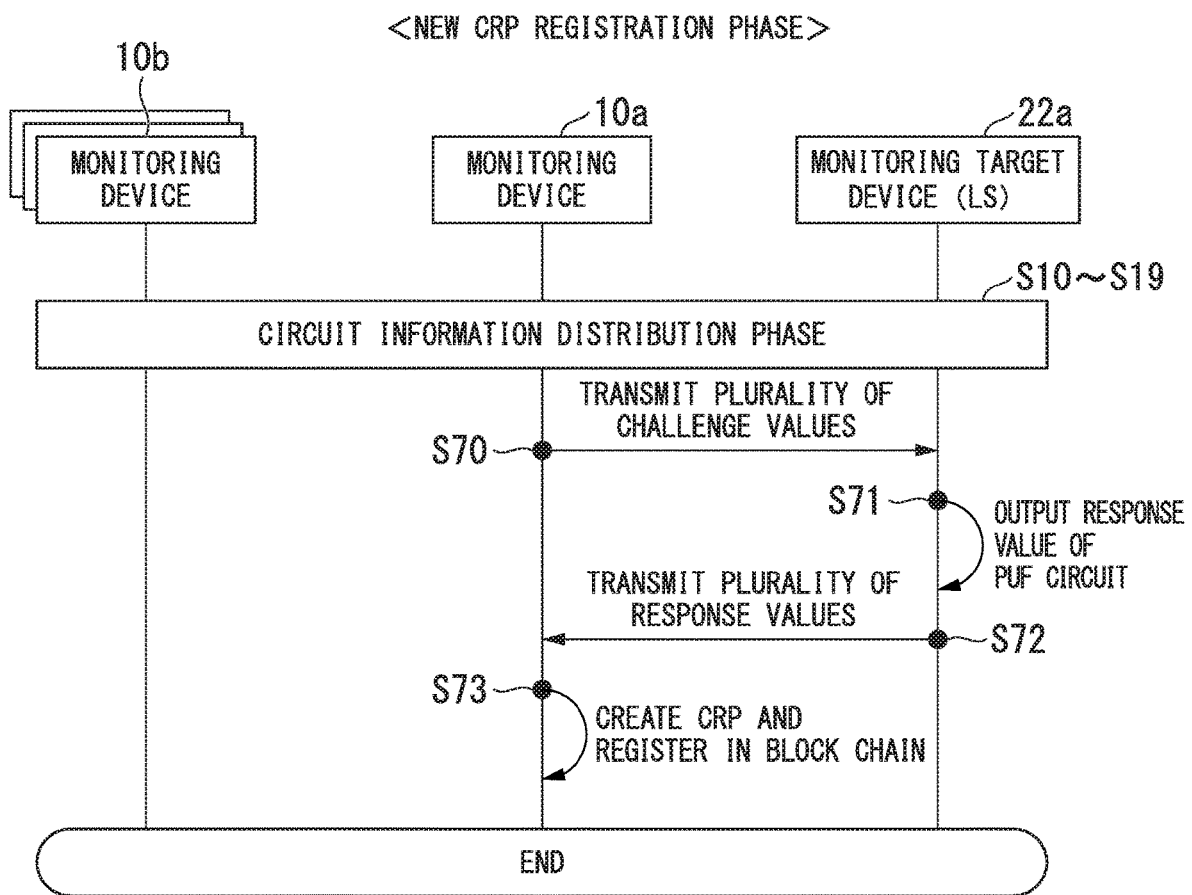 <NEW CRP REGISTRATION PHASE>
10b
10a
22a
MONITORING
DEVICE
MONITORING
DEVICE
MONITORING TARGET
DEVICE (LS)
S10～S19
CIRCUIT INFORMATION DISTRIBUTION PHASE
TRANSMIT PLURALITY OF
CHALLENGE VALUES
S70
S71
OUTPUT RESPONSE
VALUE OF
PUF CIRCUIT
TRANSMIT PLURALITY OF
RESPONSE VALUES
S72
S73
CREATE CRP AND
REGISTER IN BLOCK CHAIN
END